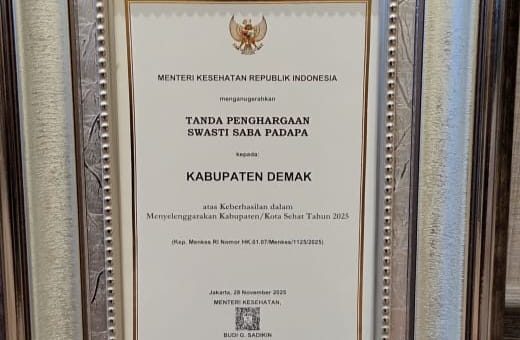 MENTERI KESEHATAN REPUBLIK INDONESIA
menganugerahkan
TANDA PENGHARGAAN
SWASTI SABA PADAPA
kepada:
KABUPATEN DEMAK
atas Keberhasilan dalam
Menyelenggarakan Kabupaten/Kota Sehat Tahun 2025
(Kep. Menkes RI Nomor HK.01.07/Menkes/1125/2025)
Jakarta, 28 November 2025
MENTERI KESEHATAN,
BUDI G. SADIKIN